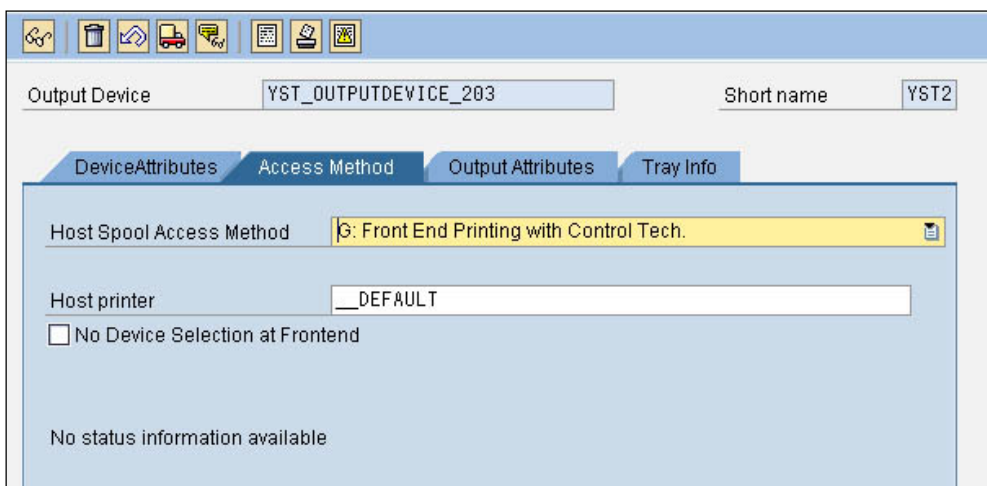 Output Device YST_OUTPUTDEVICE_203 Short name YST2
DeviceAttributes Access Method Output Attributes Tray Info
Host Spool Access Method G: Front End Printing with Control Tech.
Host printer __DEFAULT
No Device Selection at Frontend
No status information available